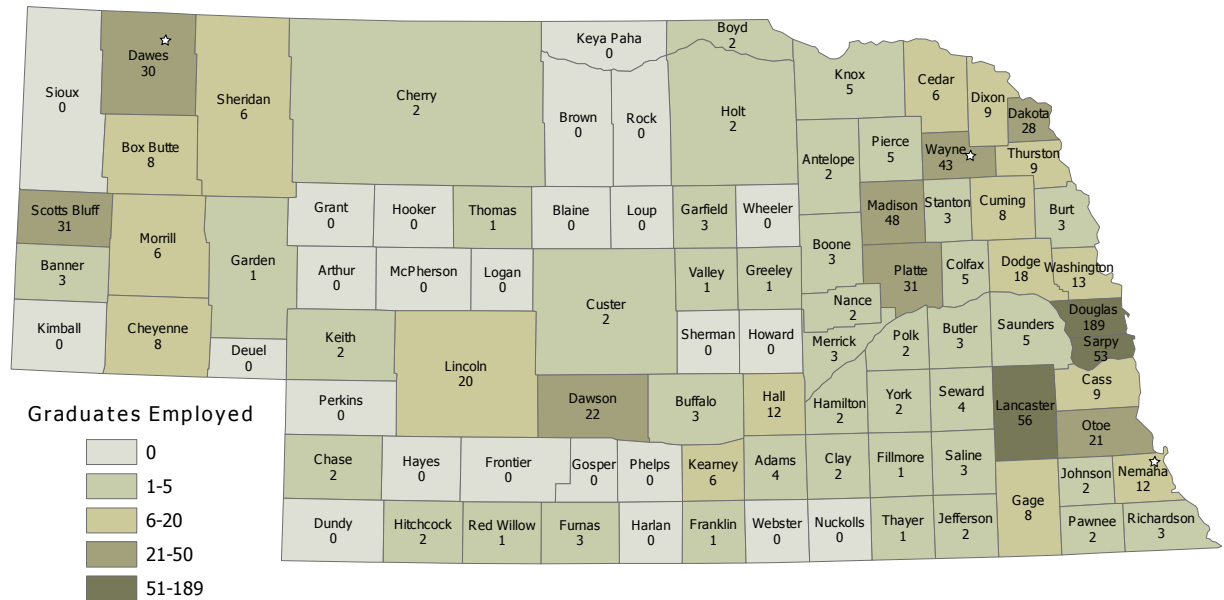 Sioux
0
Dawes
30
Sheridan
6
Box Butte
8
Cherry
2
Keya Paha
0
Boyd
2
Brown
0
Rock
0
Holt
2
Knox
5
Cedar
6
Dixon
9
Dakota
28
Antelope
2
Pierce
5
Wayne
43
Thurston
9
Scotts Bluff
31
Morrill
6
Garden
1
Grant
0
Hooker
0
Thomas
1
Blaine
0
Loup
0
Garfield
3
Wheeler
0
Madison
48
Stanton
3
Cuming
8
Burt
3
Banner
3
Boone
3
Arthur
0
McPherson
0
Logan
0
Custer
2
Valley
1
Greeley
1
Platte
31
Colfax
5
Dodge
18
Washington
13
Nance
2
Kimball
0
Cheyenne
8
Deuel
0
Keith
2
Lincoln
20
Sherman
0
Howard
0
Merrick
3
Polk
2
Butler
3
Saunders
5
Douglas
189
Sarpy
53
Perkins
0
Dawson
22
Buffalo
3
Hall
12
Hamilton
2
York
2
Seward
4
Lancaster
56
Cass
9
Otoe
21
Chase
2
Hayes
0
Frontier
0
Gosper
0
Phelps
0
Kearney
6
Adams
4
Clay
2
Fillmore
1
Saline
3
Gage
8
Johnson
2
Nemaha
12
Dundy
0
Hitchcock
2
Red Willow
1
Furnas
3
Harlan
0
Franklin
1
Webster
0
Nuckolls
0
Thayer
1
Jefferson
2
Pawnee
2
Richardson
3
Graduates Employed
0
1-5
6-20
21-50
51-189